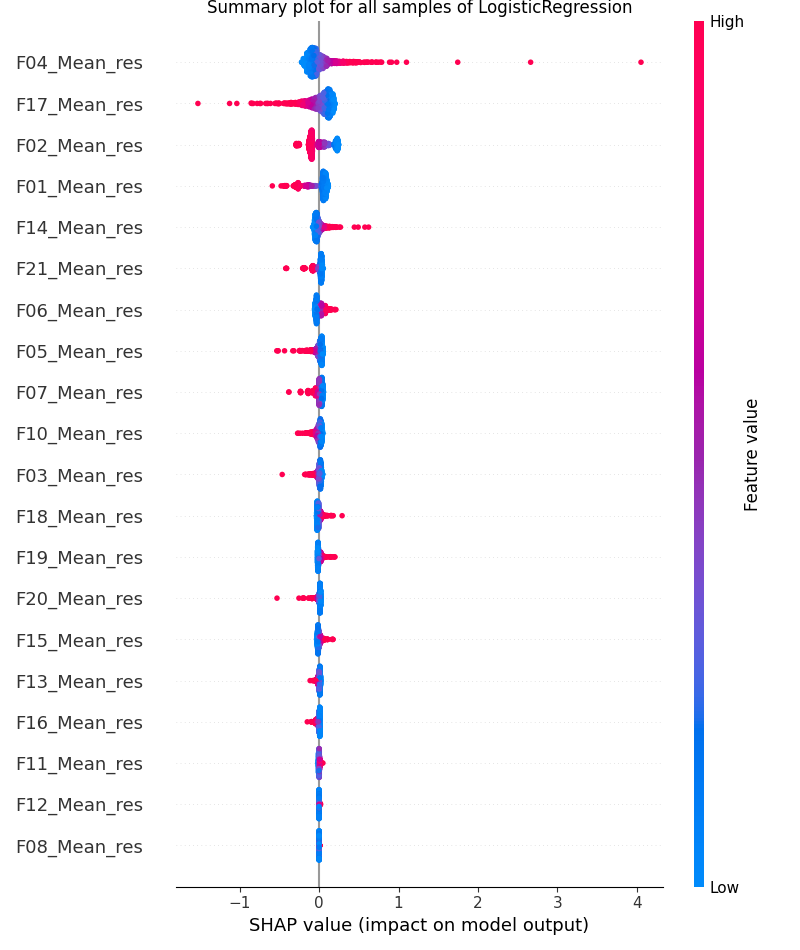 Summary plot for all samples of LogisticRegression
High
F04_Mean_res
F17_Mean_res
F02_Mean_res
F01_Mean_res
F14_Mean_res
F21_Mean_res
F06_Mean_res
F05_Mean_res
F07_Mean_res
F10_Mean_res
F03_Mean_res
F18_Mean_res
F19_Mean_res
F20_Mean_res
F15_Mean_res
F13_Mean_res
F16_Mean_res
F11_Mean_res
F12_Mean_res
F08_Mean_res
Feature value
Low
−1 0 1 2 3 4
SHAP value (impact on model output)